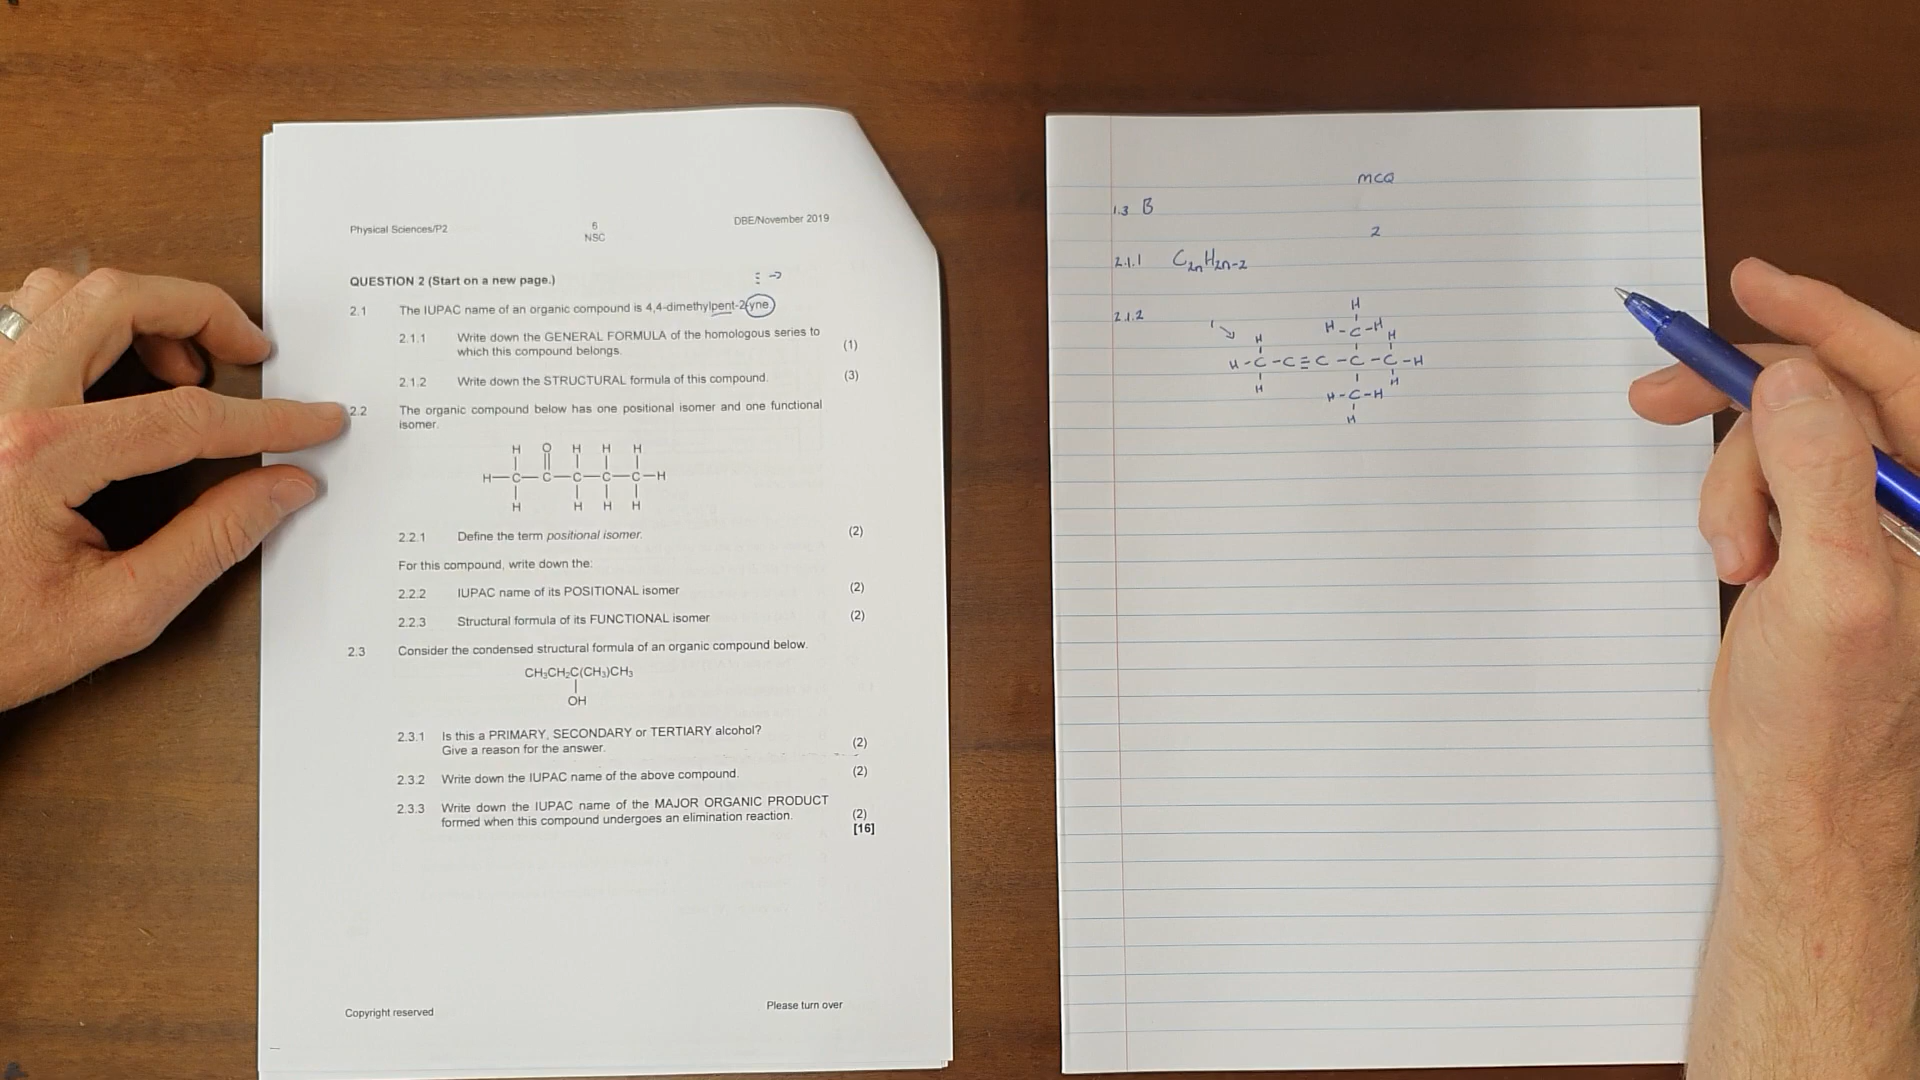 Physical Sciences/P2 6 DBE/November 2019
NSC
QUESTION 2 (Start on a new page.) ⋮ →
2.1 The IUPAC name of an organic compound is 4,4-dimethylpent-2-yne.
2.1.1 Write down the GENERAL FORMULA of the homologous series to
which this compound belongs. (1)
2.1.2 Write down the STRUCTURAL formula of this compound. (3)
2.2 The organic compound below has one positional isomer and one functional
isomer.
H O H H H
H—C—C—C—C—C—H
H H H H
2.2.1 Define the term positional isomer. (2)
For this compound, write down the:
2.2.2 IUPAC name of its POSITIONAL isomer (2)
2.2.3 Structural formula of its FUNCTIONAL isomer (2)
2.3 Consider the condensed structural formula of an organic compound below.
CH₃CH₂C(CH₃)CH₃
|
OH
2.3.1 Is this a PRIMARY, SECONDARY or TERTIARY alcohol?
Give a reason for the answer. (2)
2.3.2 Write down the IUPAC name of the above compound. (2)
2.3.3 Write down the IUPAC name of the MAJOR ORGANIC PRODUCT
formed when this compound undergoes an elimination reaction. (2)
[16]
Copyright reserved Please turn over
MCQ
1.3 B
2
2.1.1 C₂ₙH₂ₙ₋₂
2.1.2
H
H-C-H
H H
H-C-C≡C-C-C-H
H H
H-C-H
H